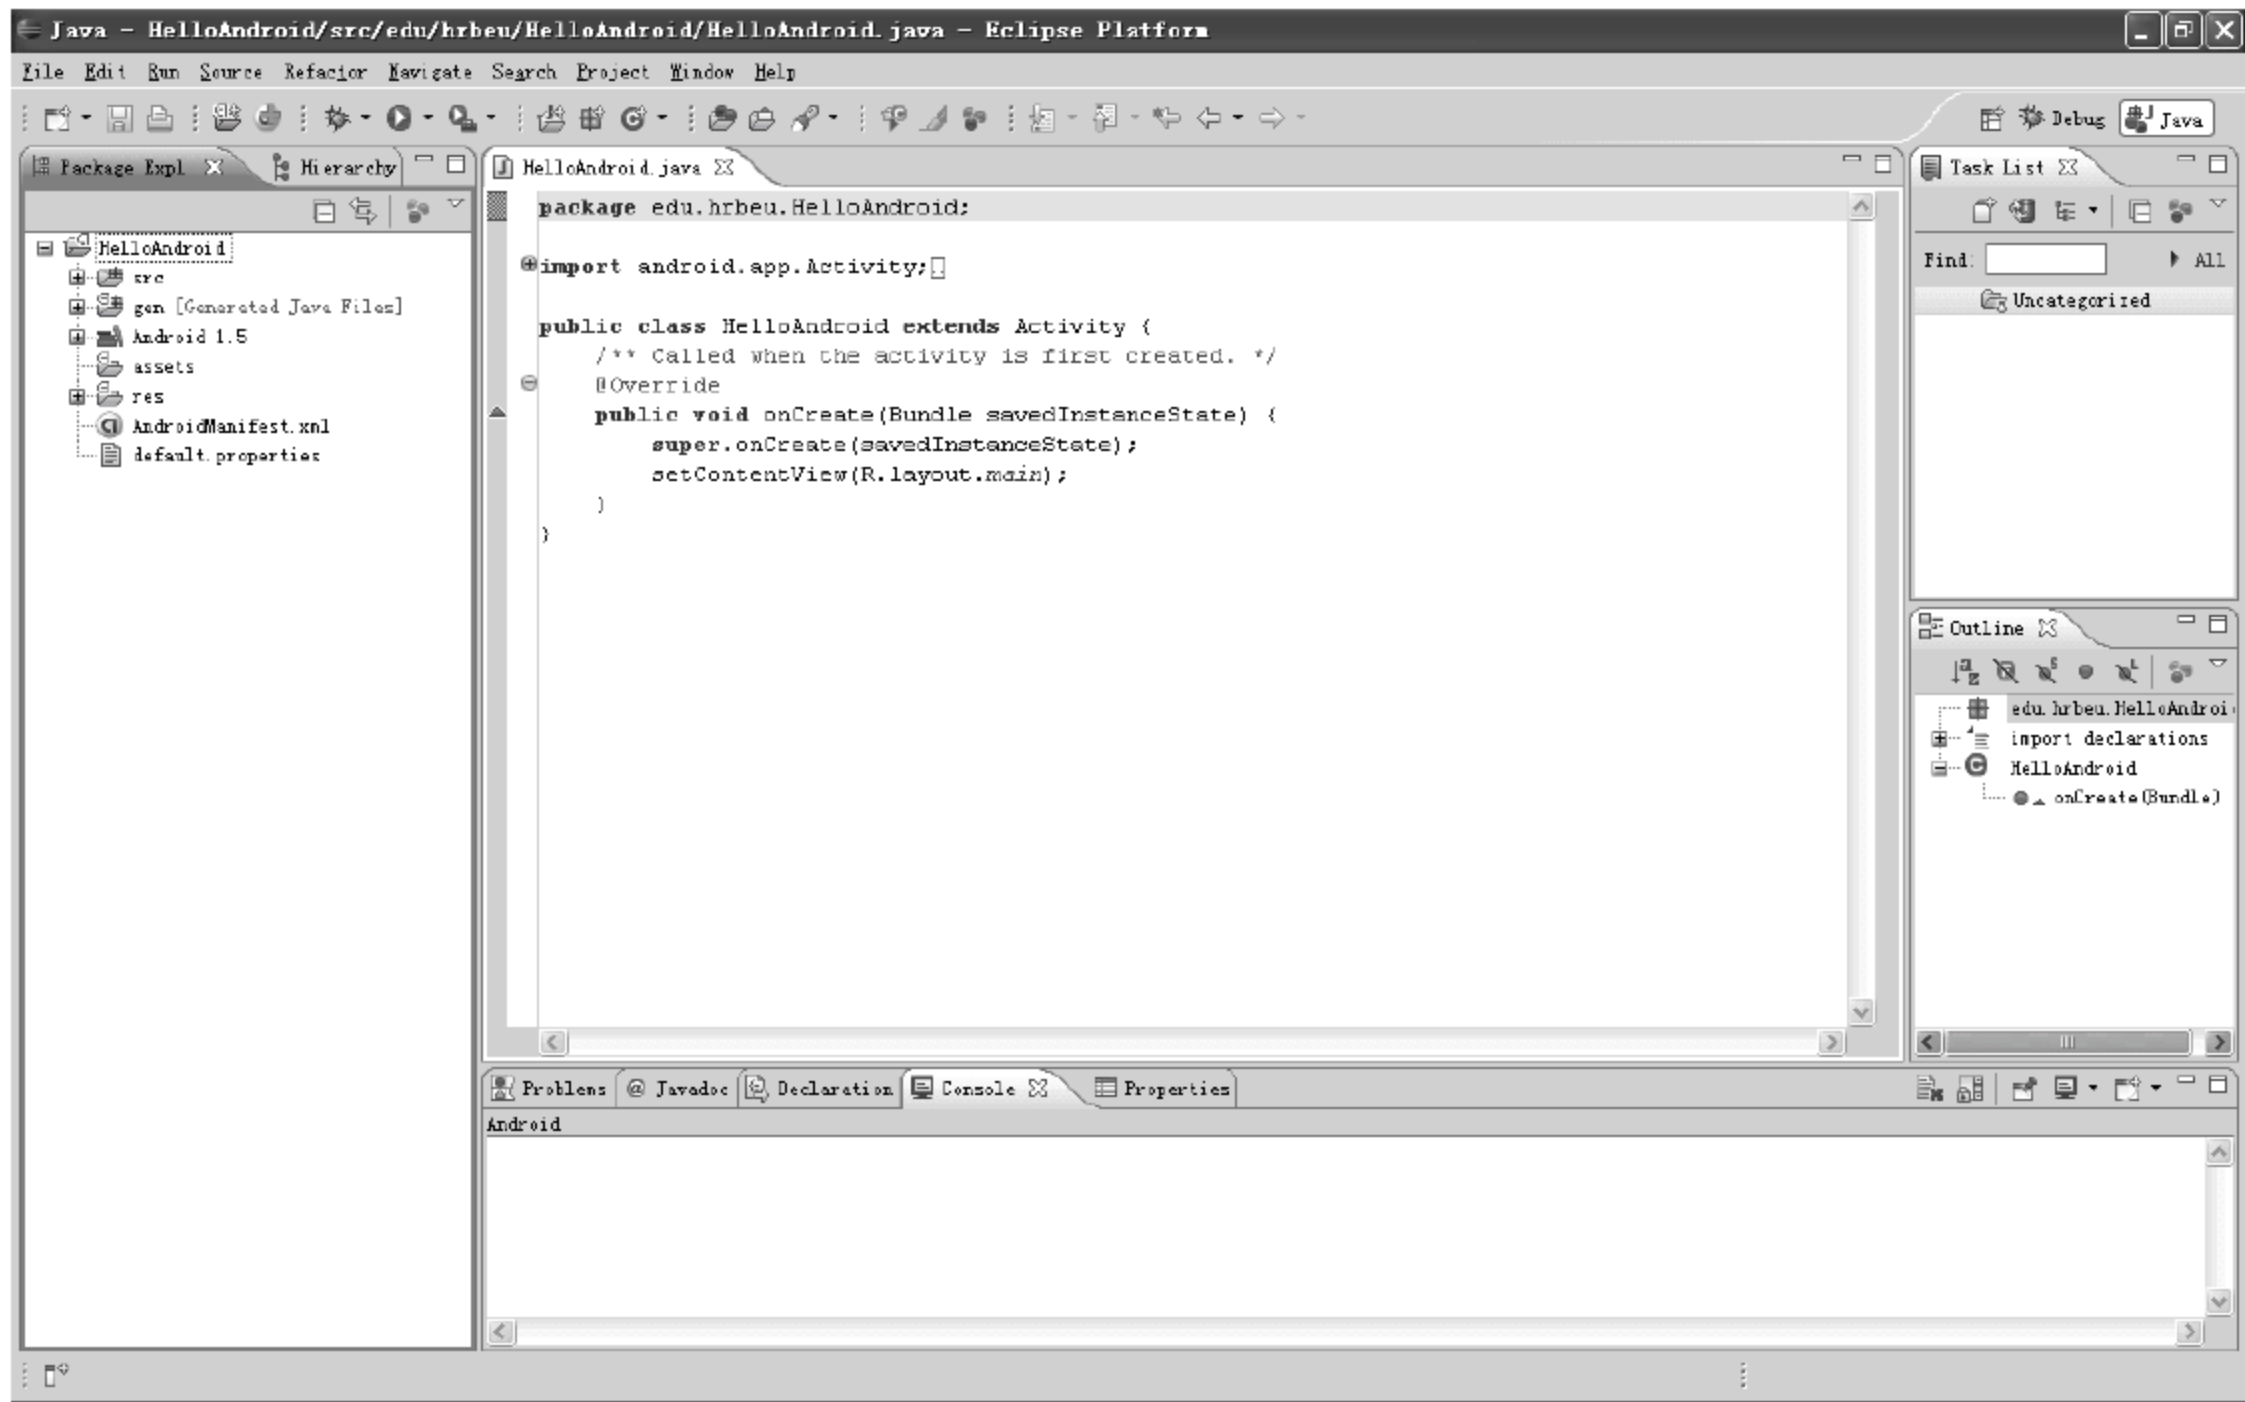 Java - HelloAndroid/src/edu/hrbeu/HelloAndroid/HelloAndroid.java - Eclipse Platform
File Edit Run Source Refactor Navigate Search Project Window Help
Debug Java
Package Expl Hierarchy
HelloAndroid
src
gen [Generated Java Files]
Android 1.5
assets
res
AndroidManifest.xml
default.properties
HelloAndroid.java
package edu.hrbeu.HelloAndroid;
import android.app.Activity;
public class HelloAndroid extends Activity {
/** Called when the activity is first created. */
@Override
public void onCreate(Bundle savedInstanceState) {
super.onCreate(savedInstanceState);
setContentView(R.layout.main);
}
}
Task List
Find: All
Uncategorized
Outline
edu.hrbeu.HelloAndroi
import declarations
HelloAndroid
onCreate(Bundle)
Problems @ Javadoc Declaration Console Properties
Android